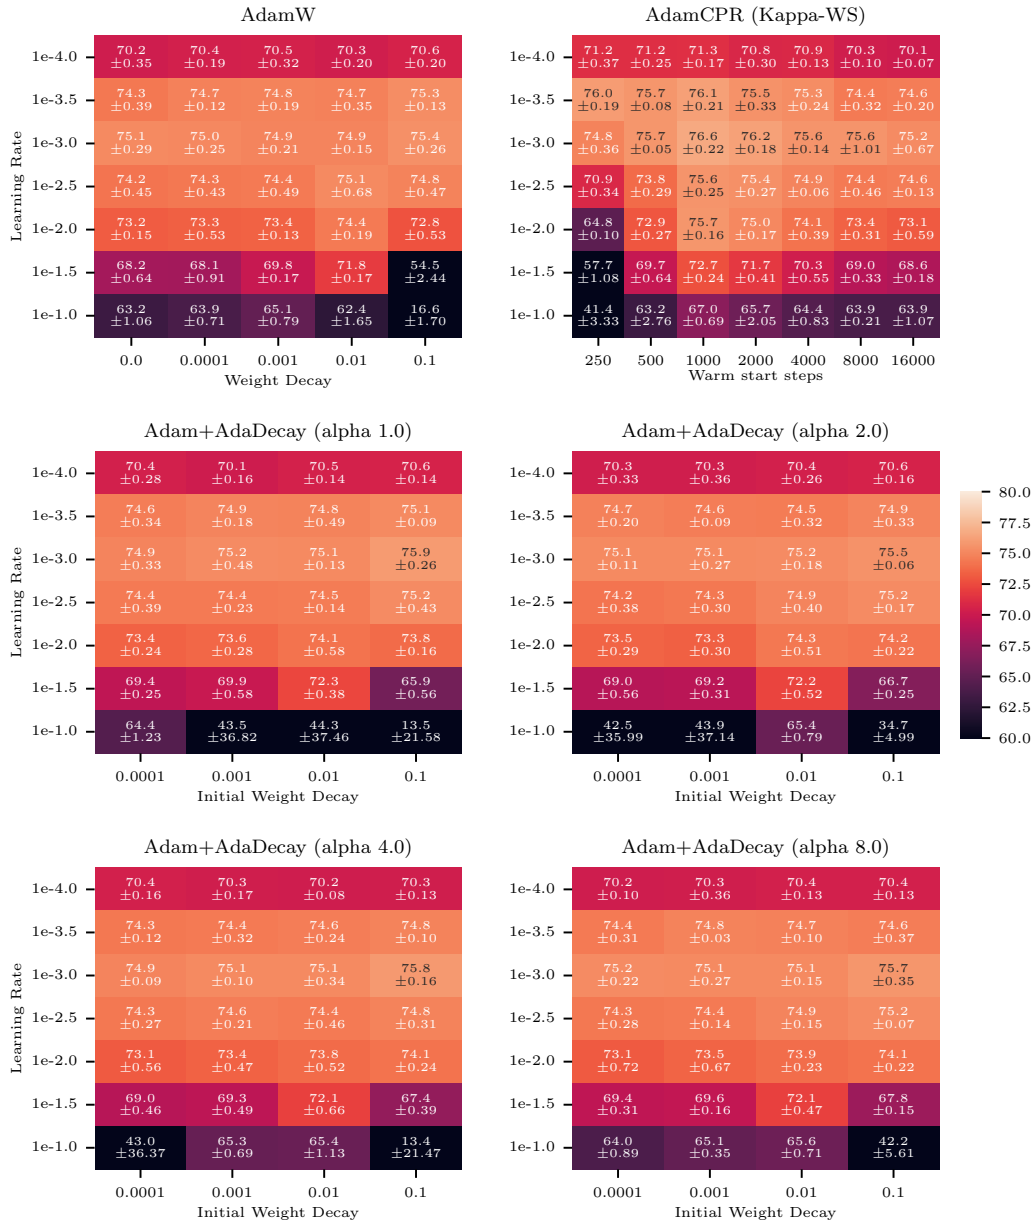 AdamW
AdamCPR (Kappa-WS)
Learning Rate
1e-4.0 70.2 ±0.35 70.4 ±0.19 70.5 ±0.32 70.3 ±0.20 70.6 ±0.20
1e-3.5 74.3 ±0.39 74.7 ±0.12 74.8 ±0.19 74.7 ±0.35 75.3 ±0.13
1e-3.0 75.1 ±0.29 75.0 ±0.25 74.9 ±0.21 74.9 ±0.15 75.4 ±0.26
1e-2.5 74.2 ±0.45 74.3 ±0.43 74.4 ±0.49 75.1 ±0.68 74.8 ±0.47
1e-2.0 73.2 ±0.15 73.3 ±0.53 73.4 ±0.13 74.4 ±0.19 72.8 ±0.53
1e-1.5 68.2 ±0.64 68.1 ±0.91 69.8 ±0.17 71.8 ±0.17 54.5 ±2.44
1e-1.0 63.2 ±1.06 63.9 ±0.71 65.1 ±0.79 62.4 ±1.65 16.6 ±1.70
0.0 0.0001 0.001 0.01 0.1
Weight Decay
1e-4.0 71.2 ±0.37 71.2 ±0.25 71.3 ±0.17 70.8 ±0.30 70.9 ±0.13 70.3 ±0.10 70.1 ±0.07
1e-3.5 76.0 ±0.19 75.7 ±0.08 76.1 ±0.21 75.5 ±0.33 75.3 ±0.24 74.4 ±0.32 74.6 ±0.20
1e-3.0 74.8 ±0.36 75.7 ±0.05 76.6 ±0.22 76.2 ±0.18 75.6 ±0.14 75.6 ±1.01 75.2 ±0.67
1e-2.5 70.9 ±0.34 73.8 ±0.29 75.6 ±0.25 75.4 ±0.27 74.9 ±0.06 74.4 ±0.46 74.6 ±0.13
1e-2.0 64.8 ±0.10 72.9 ±0.27 75.7 ±0.16 75.0 ±0.17 74.1 ±0.39 73.4 ±0.31 73.1 ±0.59
1e-1.5 57.7 ±1.08 69.7 ±0.64 72.7 ±0.24 71.7 ±0.41 70.3 ±0.55 69.0 ±0.33 68.6 ±0.18
1e-1.0 41.4 ±3.33 63.2 ±2.76 67.0 ±0.69 65.7 ±2.05 64.4 ±0.83 63.9 ±0.21 63.9 ±1.07
250 500 1000 2000 4000 8000 16000
Warm start steps
Adam+AdaDecay (alpha 1.0)
Learning Rate
1e-4.0 70.4 ±0.28 70.1 ±0.16 70.5 ±0.14 70.6 ±0.14
1e-3.5 74.6 ±0.34 74.9 ±0.18 74.8 ±0.49 75.1 ±0.09
1e-3.0 74.9 ±0.33 75.2 ±0.48 75.1 ±0.13 75.9 ±0.26
1e-2.5 74.4 ±0.39 74.4 ±0.23 74.5 ±0.14 75.2 ±0.43
1e-2.0 73.4 ±0.24 73.6 ±0.28 74.1 ±0.58 73.8 ±0.16
1e-1.5 69.4 ±0.25 69.9 ±0.58 72.3 ±0.38 65.9 ±0.56
1e-1.0 64.4 ±1.23 43.5 ±36.82 44.3 ±37.46 13.5 ±21.58
0.0001 0.001 0.01 0.1
Initial Weight Decay
Adam+AdaDecay (alpha 2.0)
1e-4.0 70.3 ±0.33 70.3 ±0.36 70.4 ±0.26 70.6 ±0.16
1e-3.5 74.7 ±0.20 74.6 ±0.09 74.5 ±0.32 74.9 ±0.33
1e-3.0 75.1 ±0.11 75.1 ±0.27 75.2 ±0.18 75.5 ±0.06
1e-2.5 74.2 ±0.38 74.3 ±0.30 74.9 ±0.40 75.2 ±0.17
1e-2.0 73.5 ±0.29 73.3 ±0.30 74.3 ±0.51 74.2 ±0.22
1e-1.5 69.0 ±0.56 69.2 ±0.31 72.2 ±0.52 66.7 ±0.25
1e-1.0 42.5 ±35.99 43.9 ±37.14 65.4 ±0.79 34.7 ±4.99
0.0001 0.001 0.01 0.1
Initial Weight Decay
80.0
77.5
75.0
72.5
70.0
67.5
65.0
62.5
60.0
Adam+AdaDecay (alpha 4.0)
Learning Rate
1e-4.0 70.4 ±0.16 70.3 ±0.17 70.2 ±0.08 70.3 ±0.13
1e-3.5 74.3 ±0.12 74.4 ±0.32 74.6 ±0.24 74.8 ±0.10
1e-3.0 74.9 ±0.09 75.1 ±0.10 75.1 ±0.34 75.8 ±0.16
1e-2.5 74.3 ±0.27 74.6 ±0.21 74.4 ±0.46 74.8 ±0.31
1e-2.0 73.1 ±0.56 73.4 ±0.47 73.8 ±0.52 74.1 ±0.24
1e-1.5 69.0 ±0.46 69.3 ±0.49 72.1 ±0.66 67.4 ±0.39
1e-1.0 43.0 ±36.37 65.3 ±0.69 65.4 ±1.13 13.4 ±21.47
0.0001 0.001 0.01 0.1
Initial Weight Decay
Adam+AdaDecay (alpha 8.0)
1e-4.0 70.2 ±0.10 70.3 ±0.36 70.4 ±0.13 70.4 ±0.13
1e-3.5 74.4 ±0.31 74.8 ±0.03 74.7 ±0.10 74.6 ±0.37
1e-3.0 75.2 ±0.22 75.1 ±0.27 75.1 ±0.15 75.7 ±0.35
1e-2.5 74.3 ±0.28 74.4 ±0.14 74.9 ±0.15 75.2 ±0.07
1e-2.0 73.1 ±0.72 73.5 ±0.67 73.9 ±0.23 74.1 ±0.22
1e-1.5 69.4 ±0.31 69.6 ±0.16 72.1 ±0.47 67.8 ±0.15
1e-1.0 64.0 ±0.89 65.1 ±0.35 65.6 ±0.71 42.2 ±5.61
0.0001 0.001 0.01 0.1
Initial Weight Decay